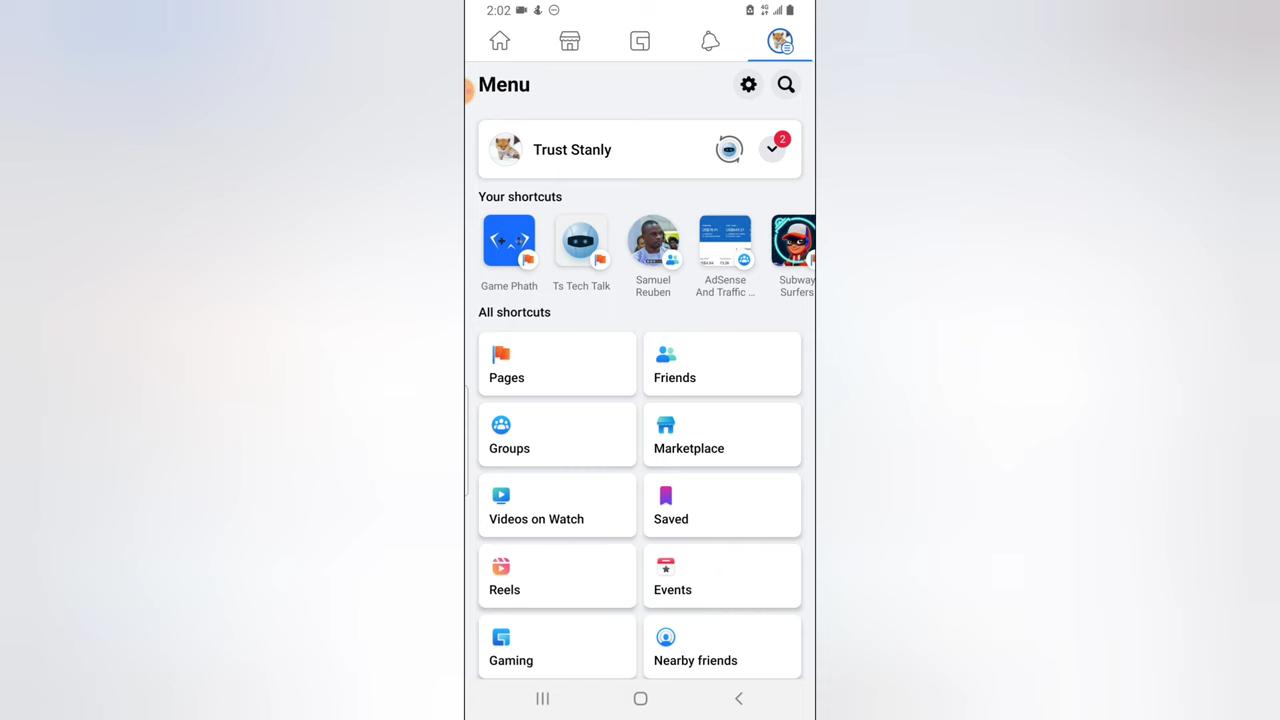 2:02
4G
Menu
Trust Stanly
2
Your shortcuts
Game Phath
Ts Tech Talk
Samuel
Reuben
AdSense
And Traffic ...
Subway
Surfers
All shortcuts
Pages
Friends
Groups
Marketplace
Videos on Watch
Saved
Reels
Events
Gaming
Nearby friends